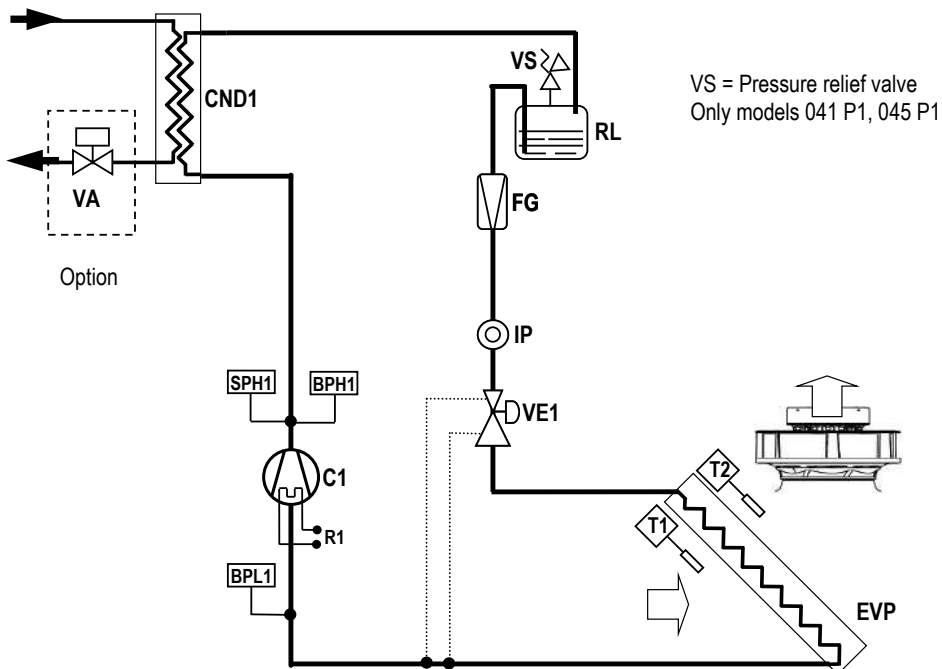 VS
VS = Pressure relief valve
Only models 041 P1, 045 P1
CND1
RL
VA
FG
Option
IP
SPH1
BPH1
VE1
C1
T2
T1
R1
BPL1
EVP